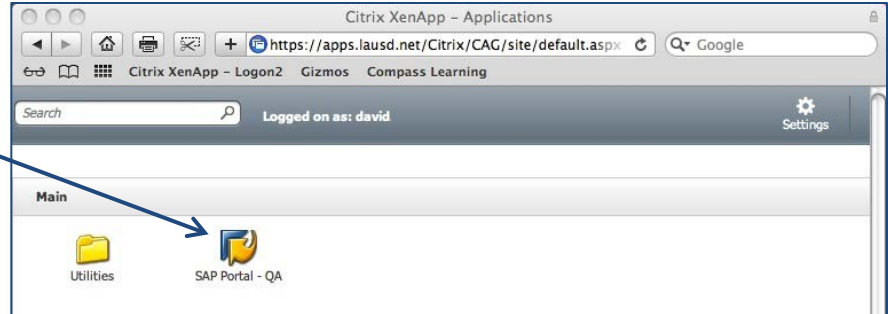 Citrix XenApp – Applications
https://apps.lausd.net/Citrix/CAG/site/default.aspx
Google
Citrix XenApp – Logon2 Gizmos Compass Learning
Search
Logged on as: david
Settings
Main
Utilities
SAP Portal - QA